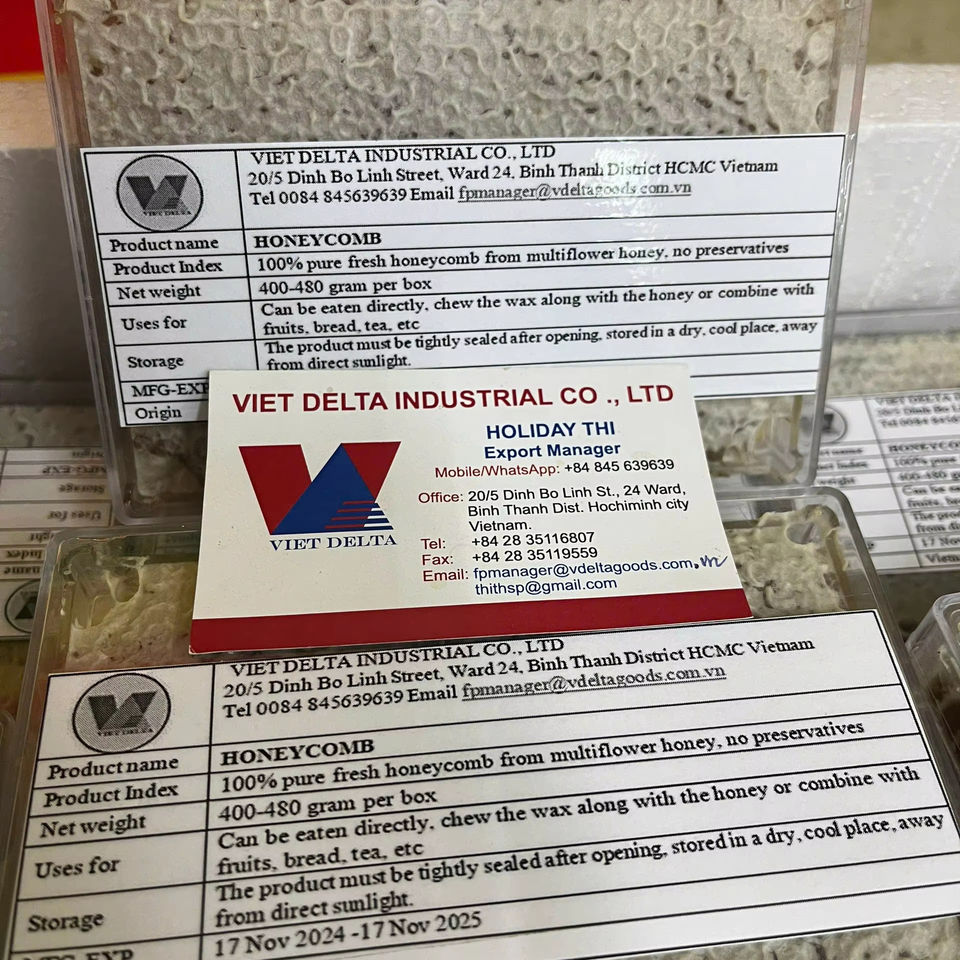 VIET DELTA
VIET DELTA INDUSTRIAL CO., LTD
20/5 Dinh Bo Linh Street, Ward 24, Binh Thanh District HCMC Vietnam
Tel 0084 845639639 Email fpmanager@vdeltagoods.com.vn
Product name HONEYCOMB
Product Index 100% pure fresh honeycomb from multiflower honey, no preservatives
Net weight 400-480 gram per box
Uses for Can be eaten directly, chew the wax along with the honey or combine with
fruits, bread, tea, etc
Storage The product must be tightly sealed after opening, stored in a dry, cool place, away
from direct sunlight.
MFG-EXP
Origin
VIET DELTA INDUSTRIAL CO ., LTD
HOLIDAY THI
Export Manager
Mobile/WhatsApp: +84 845 639639
Office: 20/5 Dinh Bo Linh St., 24 Ward,
Binh Thanh Dist. Hochiminh city
Vietnam.
VIET DELTA
Tel: +84 28 35116807
Fax: +84 28 35119559
Email: fpmanager@vdeltagoods.com.vn
thithsp@gmail.com
VIET DELTA
VIET DELTA INDUSTRIAL CO., LTD
20/5 Dinh Bo Linh Street, Ward 24, Binh Thanh District HCMC Vietnam
Tel 0084 845639639 Email fpmanager@vdeltagoods.com.vn
Product name HONEYCOMB
Product Index 100% pure fresh honeycomb from multiflower honey, no preservatives
Net weight 400-480 gram per box
Uses for Can be eaten directly, chew the wax along with the honey or combine with
fruits, bread, tea, etc
Storage The product must be tightly sealed after opening, stored in a dry, cool place, away
from direct sunlight.
MFG-EXP 17 Nov 2024 -17 Nov 2025